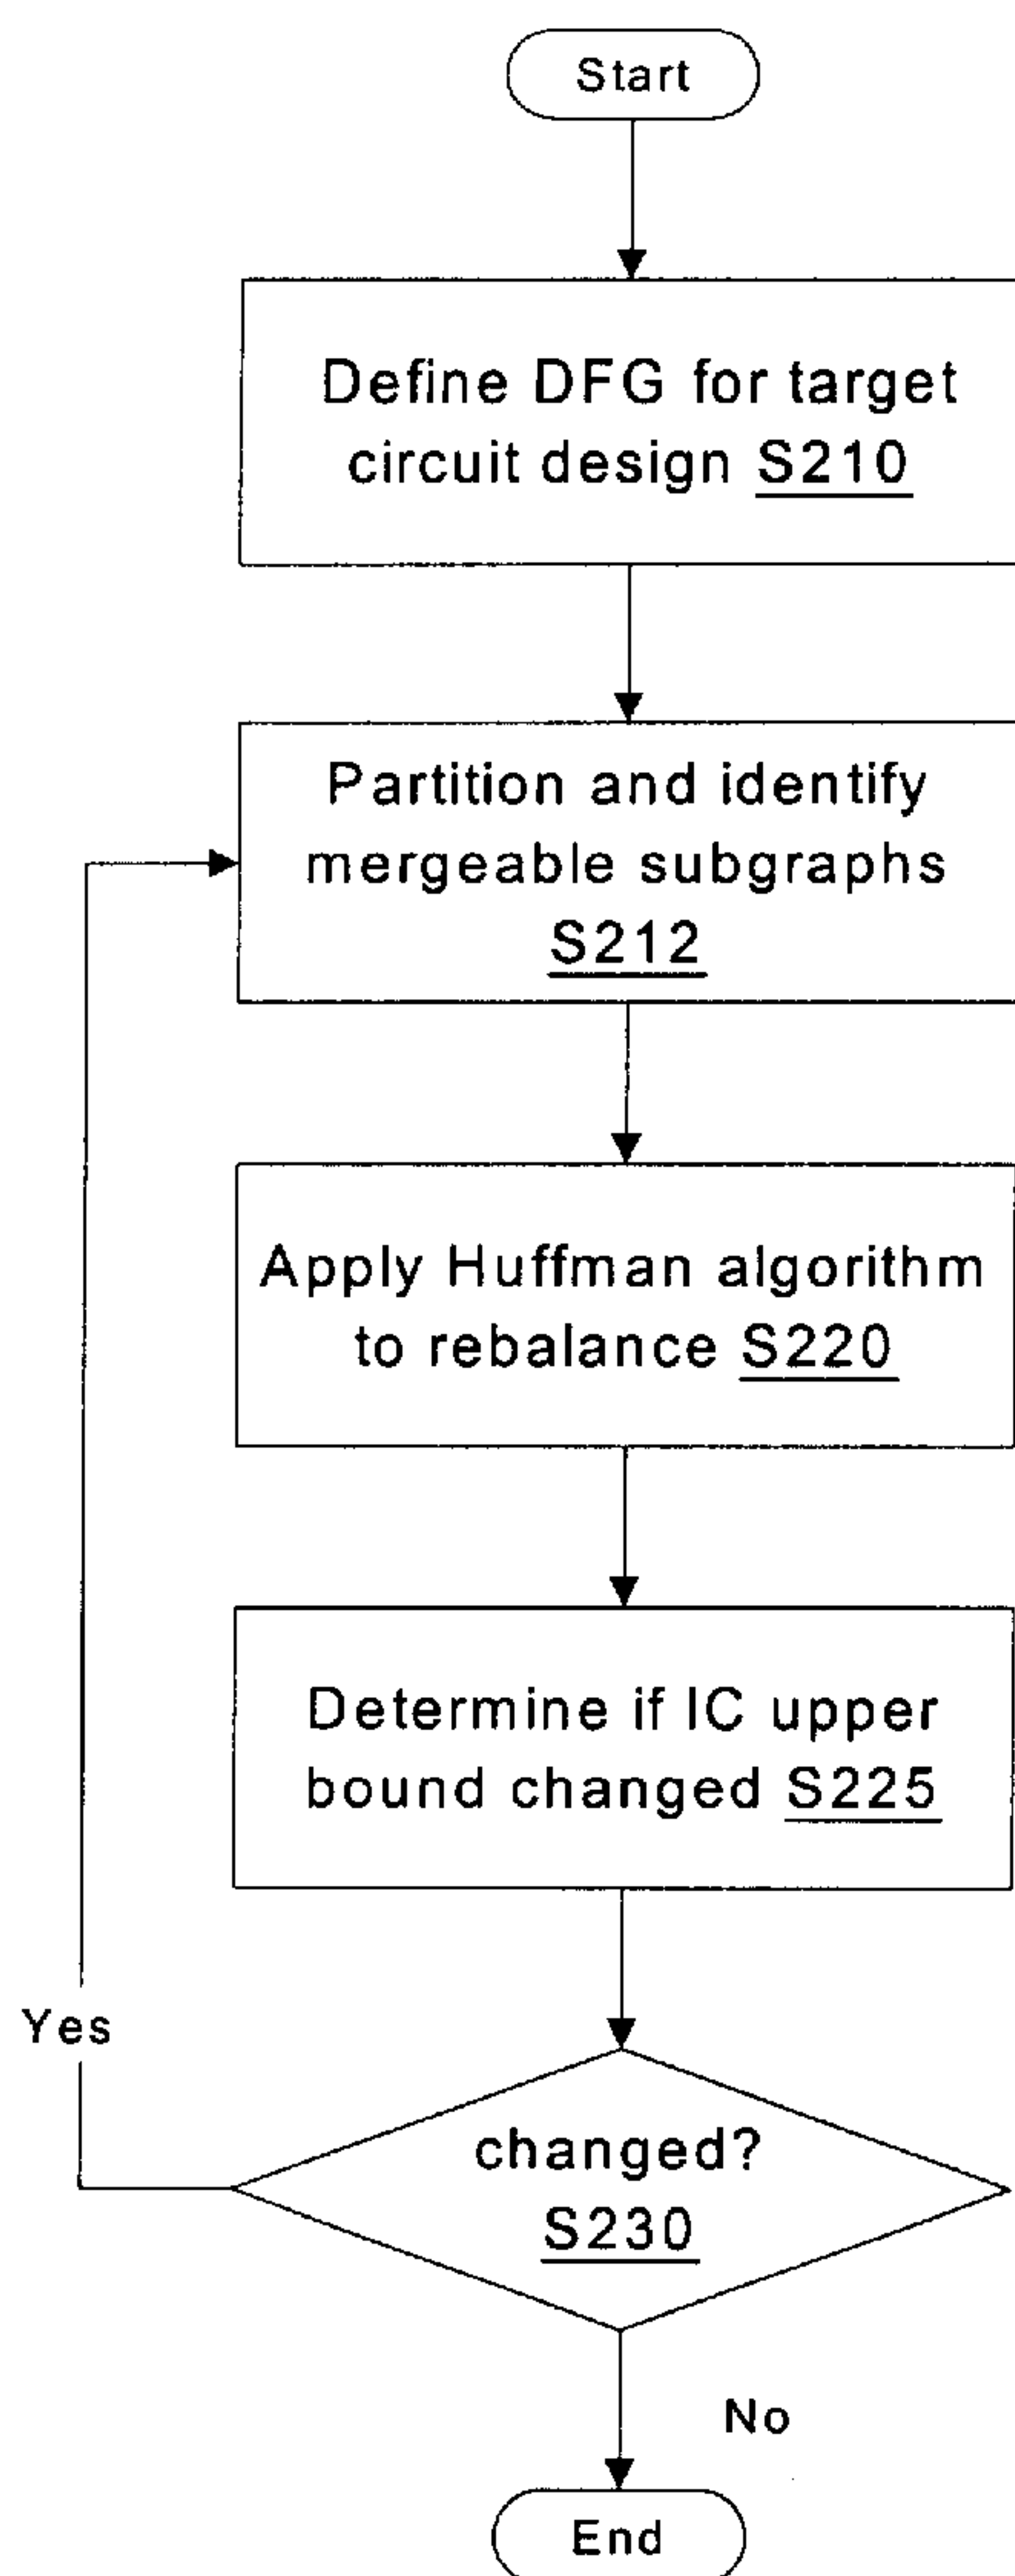 Start
Define DFG for target
circuit design S210
Partition and identify
mergeable subgraphs
S212
Apply Huffman algorithm
to rebalance S220
Determine if IC upper
bound changed S225
Yes
changed?
S230
No
End